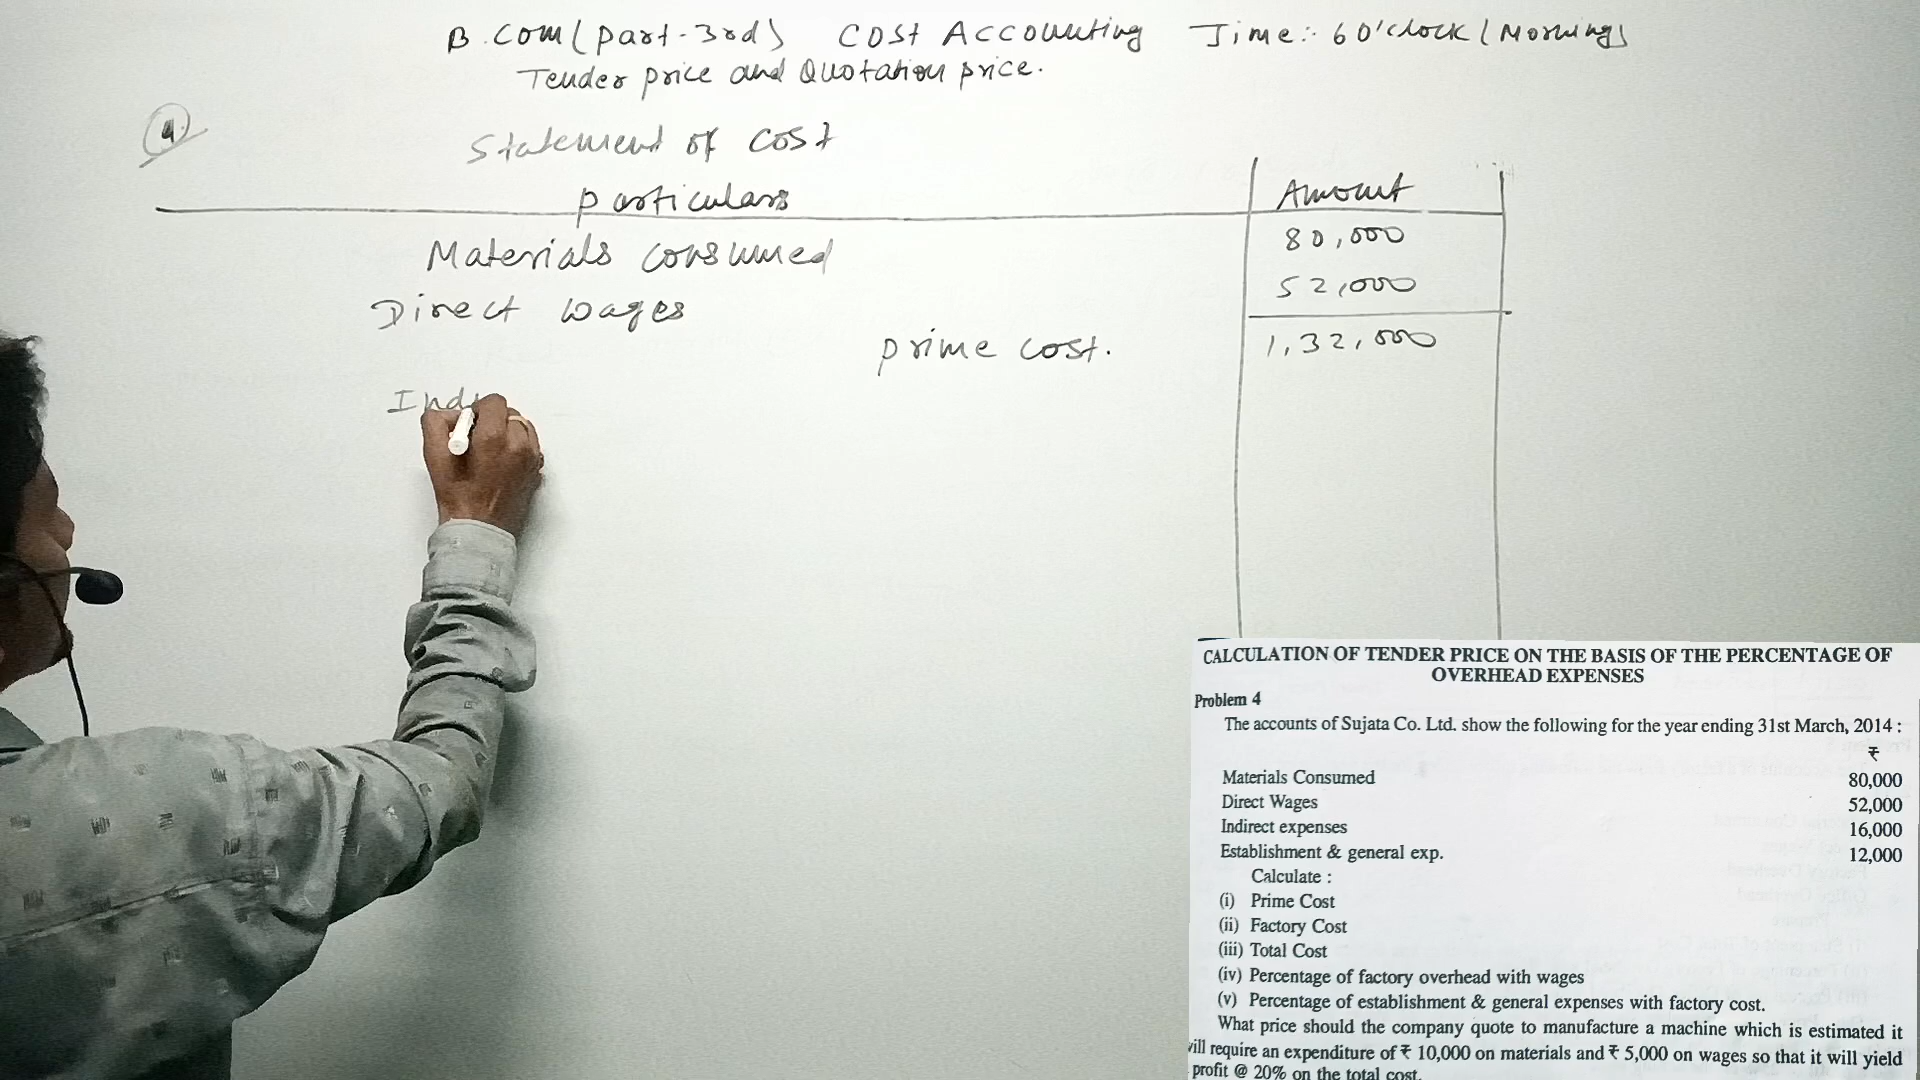 B.COM (Part-3rd) COST Accounting Time:- 6 O'clock (Morning)
Tender price and Quotation price.
4.
Statement of Cost
particulars Amount
Materials consumed 80,000
Direct wages 52,000
prime cost. 1,32,000
Ind
CALCULATION OF TENDER PRICE ON THE BASIS OF THE PERCENTAGE OF
OVERHEAD EXPENSES
Problem 4
The accounts of Sujata Co. Ltd. show the following for the year ending 31st March, 2014 :
₹
Materials Consumed 80,000
Direct Wages 52,000
Indirect expenses 16,000
Establishment & general exp. 12,000
Calculate :
(i) Prime Cost
(ii) Factory Cost
(iii) Total Cost
(iv) Percentage of factory overhead with wages
(v) Percentage of establishment & general expenses with factory cost.
What price should the company quote to manufacture a machine which is estimated it
will require an expenditure of ₹ 10,000 on materials and ₹ 5,000 on wages so that it will yield
profit @ 20% on the total cost.